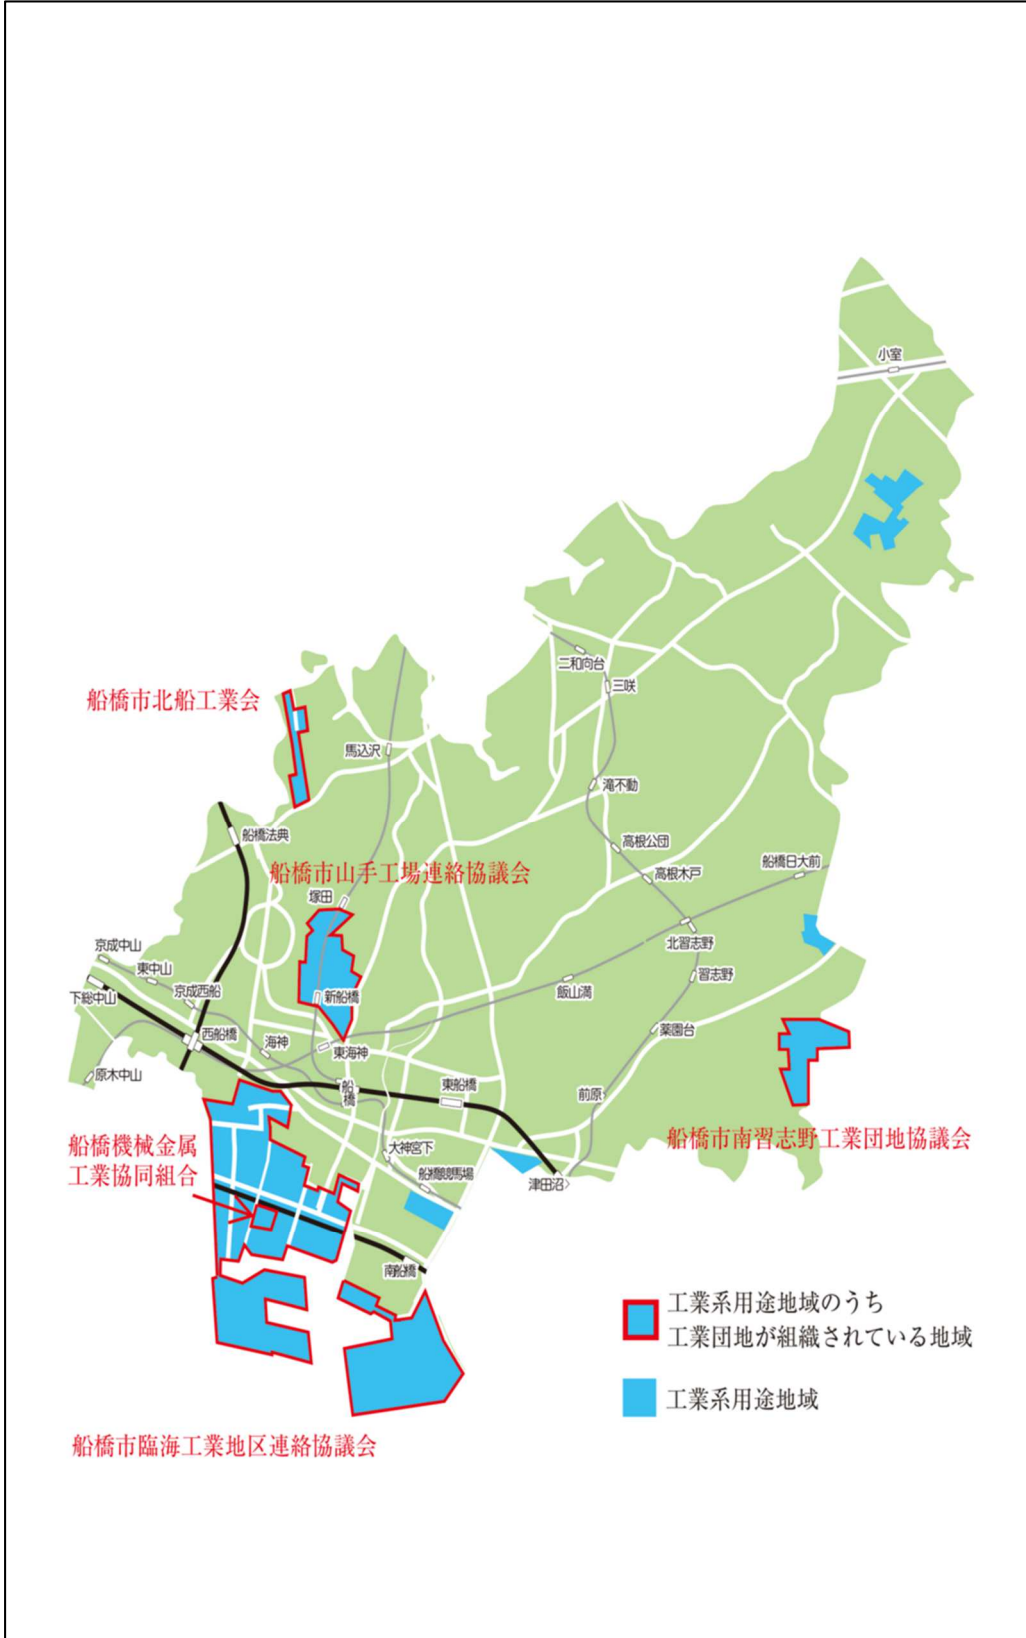 小室
二和向台
三咲
船橋市北船工業会
馬込沢
滝不動
船橋法典
高根公団
船橋日大前
船橋市山手工場連絡協議会
高根木戸
塚田
北習志野
京成中山
東中山
習志野
京成西船
飯山満
下総中山
新船橋
西船橋
海神
東海神
薬園台
原木中山
船橋
東船橋
前原
船橋機械金属
工業協同組合
大神宮下
船橋市南習志野工業団地協議会
船橋競馬場
津田沼
南船橋
工業系用途地域のうち
工業団地が組織されている地域
工業系用途地域
船橋市臨海工業地区連絡協議会